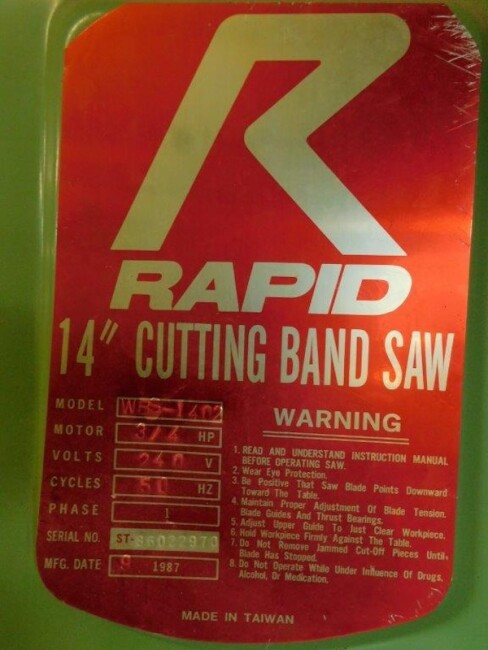 R
RAPID
14" CUTTING BAND SAW
MODEL WBS-1402
MOTOR 3/4 HP
VOLTS 240 V
CYCLES 50 HZ
PHASE 1
SERIAL NO. ST-86022970
MFG. DATE 9 1987
WARNING
1. READ AND UNDERSTAND INSTRUCTION MANUAL
BEFORE OPERATING SAW.
2. Wear Eye Protection.
3. Be Positive That Saw Blade Points Downward
Toward The Table.
4. Maintain Proper Adjustment Of Blade Tension,
Blade Guides And Thrust Bearings.
5. Adjust Upper Guide To Just Clear Workpiece.
6. Hold Workpiece Firmly Against The Table.
7. Do Not Remove Jammed Cut-Off Pieces Until
Blade Has Stopped.
8. Do Not Operate While Under Influence Of Drugs,
Alcohol, Or Medication.
MADE IN TAIWAN